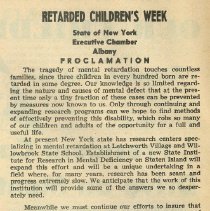 RETARDED CHILDREN'S WEEK
State of New York
Executive Chamber
Albany
PROCLAMATION
The tragedy of mental retardation touches countless
families, since three children in every hundred born are re-
tarded in some degree. Our knowledge is so limited regard-
ing the nature and causes of mental defect that at the pres-
ent time only a tiny fraction of these cases can be prevented
by measures now known to us. Only through continuing and
expanding research programs can we hope to find methods
of effectively preventing this disability, which robs so many
of our children and adults of the opportunity for a full and
useful life.
At present New York state has research centers spec-
ializing in mental retardation at Letchworth Village and Wil-
lowbrook State School. Establishment of a new State Insti-
tute for Research in Mental Deficiency on Staten Island will
expand this effort and will be a unique undertaking in a
field where, for many years, research has been scant and
progress extremely slow. We anticipate that the work of this
institution will provide some of the answers we so desper-
ately need.
Meanwhile we must continue our efforts to insure that